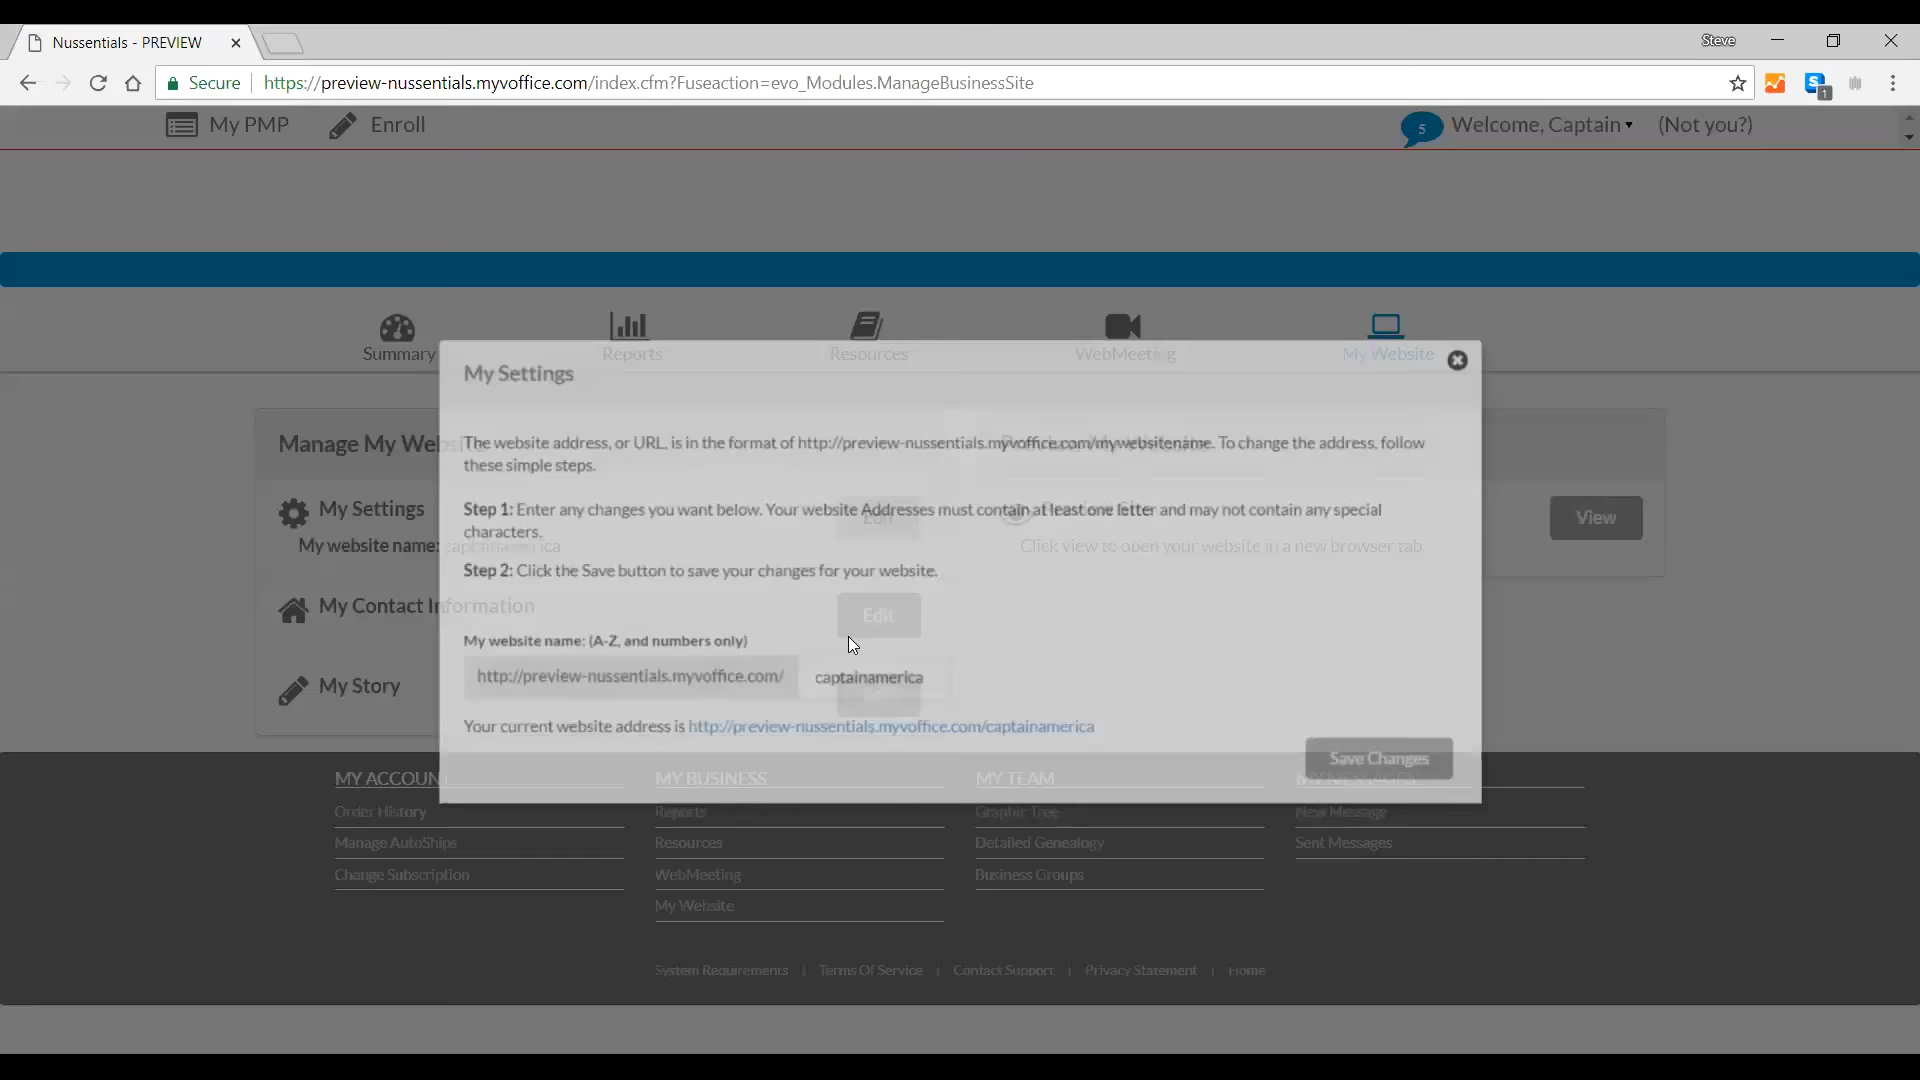 Nussentials - PREVIEW
Steve
Secure https://preview-nussentials.myvoffice.com/index.cfm?Fuseaction=evo_Modules.ManageBusinessSite
S 1
My PMP Enroll 5 Welcome, Captain (Not you?)
Summary Reports Resources WebMeeting My Website
My Settings
Manage My Website
The website address, or URL, is in the format of http://preview-nussentials.myvoffice.com/mywebsitename. To change the address, follow
these simple steps.
My Settings
Step 1: Enter any changes you want below. Your website Addresses must contain at least one letter and may not contain any special
characters.
Edit
View
My website name: captainamerica
Click view to open your website in a new browser tab.
Step 2: Click the Save button to save your changes for your website.
My Contact Information
Edit
My website name: (A-Z, and numbers only)
http://preview-nussentials.myvoffice.com/ captainamerica
My Story
Your current website address is http://preview-nussentials.myvoffice.com/captainamerica
Save Changes
MY ACCOUNT
Order History
Manage AutoShips
Change Subscription
MY BUSINESS
Reports
Resources
WebMeeting
My Website
MY TEAM
Graphic Tree
Detailed Genealogy
Business Groups
MY MESSAGES
New Message
Sent Messages
System Requirements | Terms Of Service | Contact Support | Privacy Statement | Home